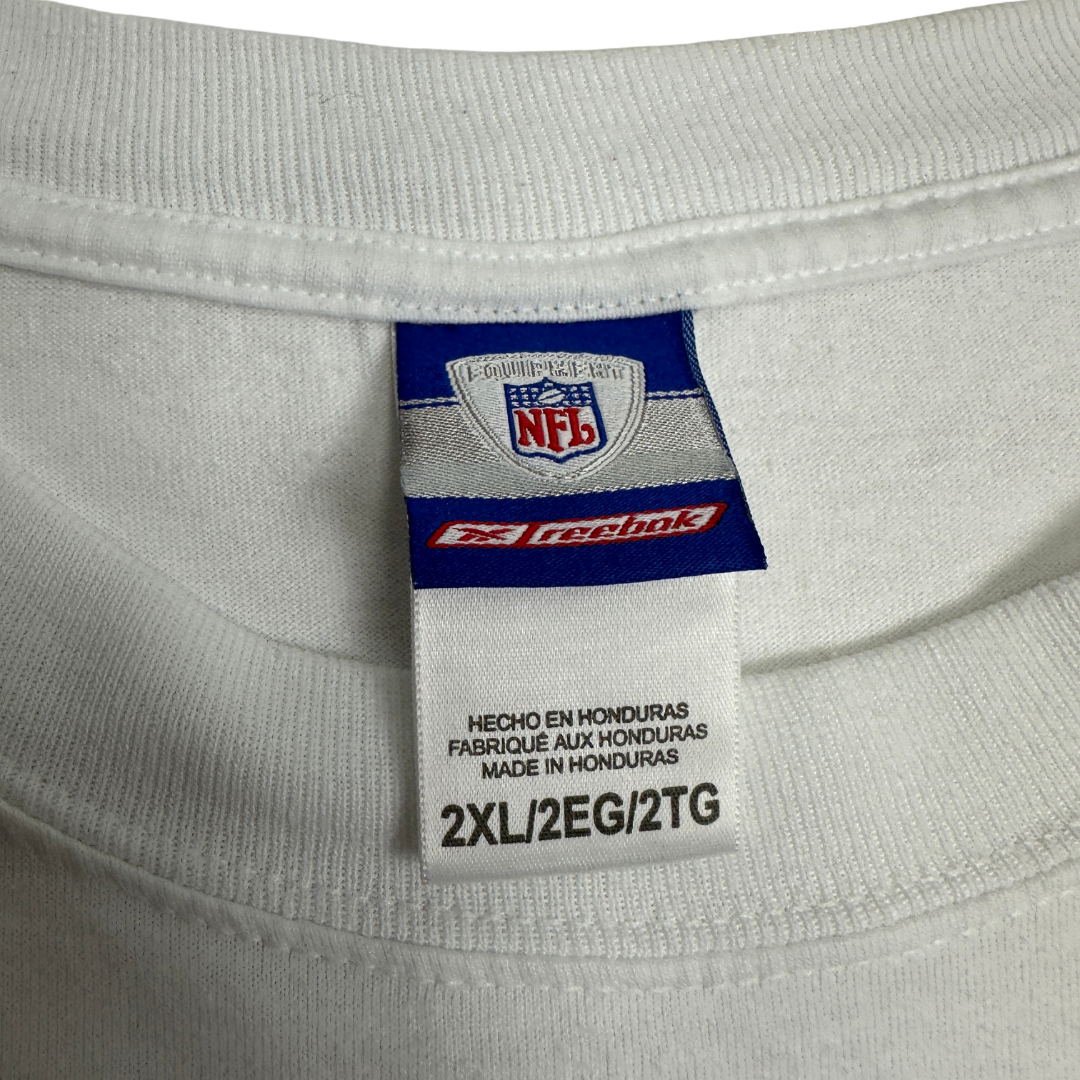 EQUIPMENT
NFL
Reebok
HECHO EN HONDURAS
FABRIQUÉ AUX HONDURAS
MADE IN HONDURAS
2XL/2EG/2TG